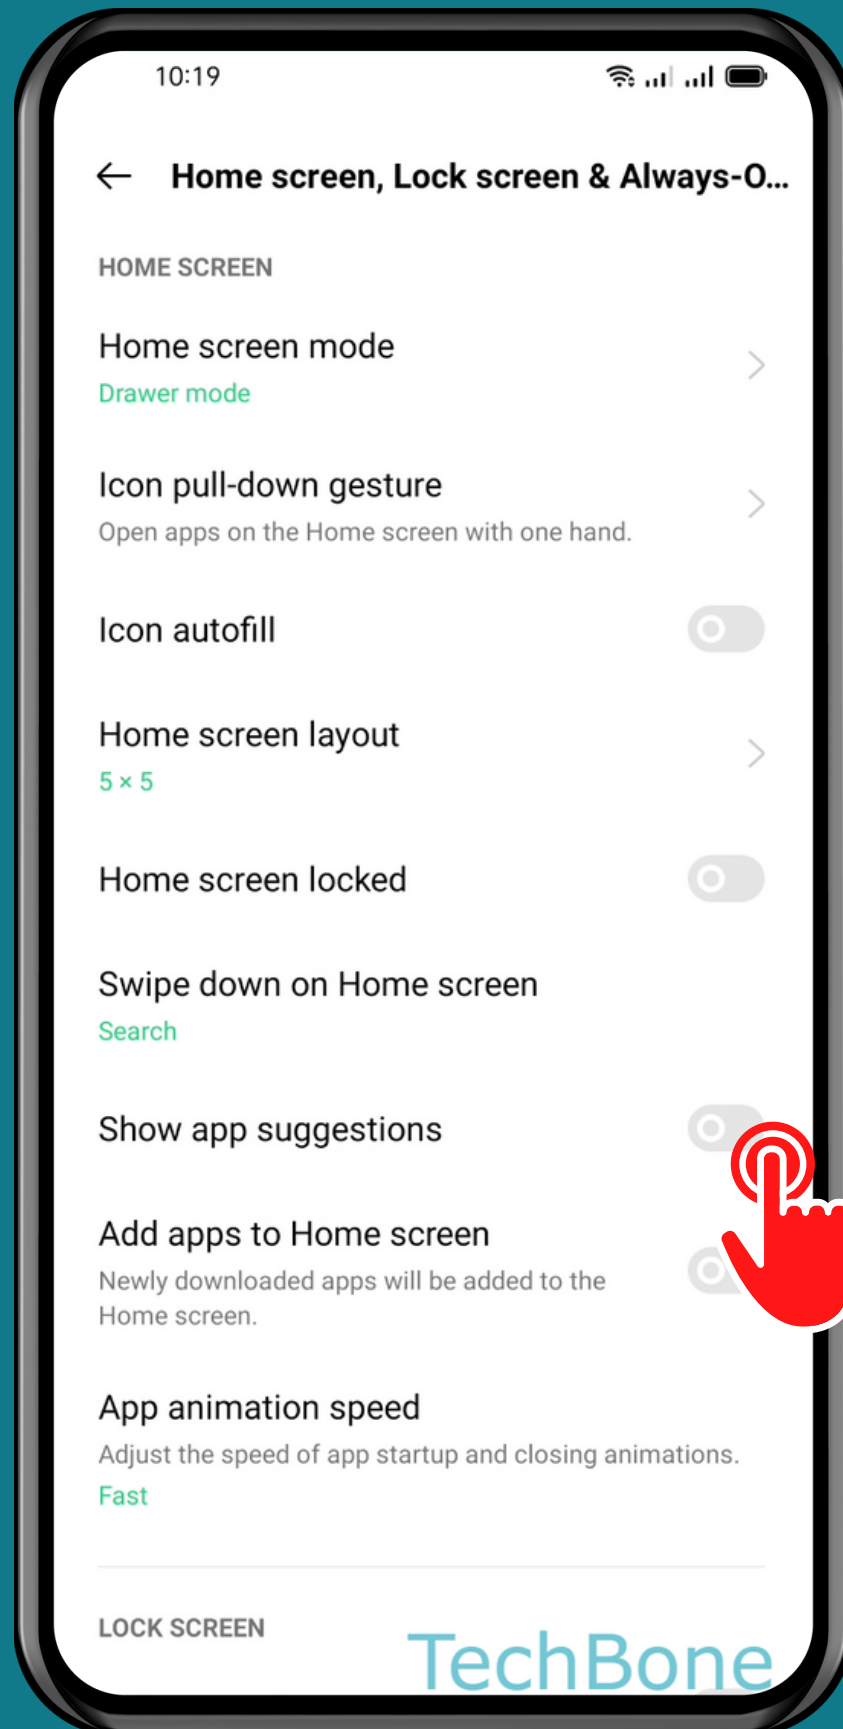 10:19
Home screen, Lock screen & Always-O...
HOME SCREEN
Home screen mode
Drawer mode
Icon pull-down gesture
Open apps on the Home screen with one hand.
Icon autofill
Home screen layout
5 × 5
Home screen locked
Swipe down on Home screen
Search
Show app suggestions
Add apps to Home screen
Newly downloaded apps will be added to the
Home screen.
App animation speed
Adjust the speed of app startup and closing animations.
Fast
LOCK SCREEN
TechBone